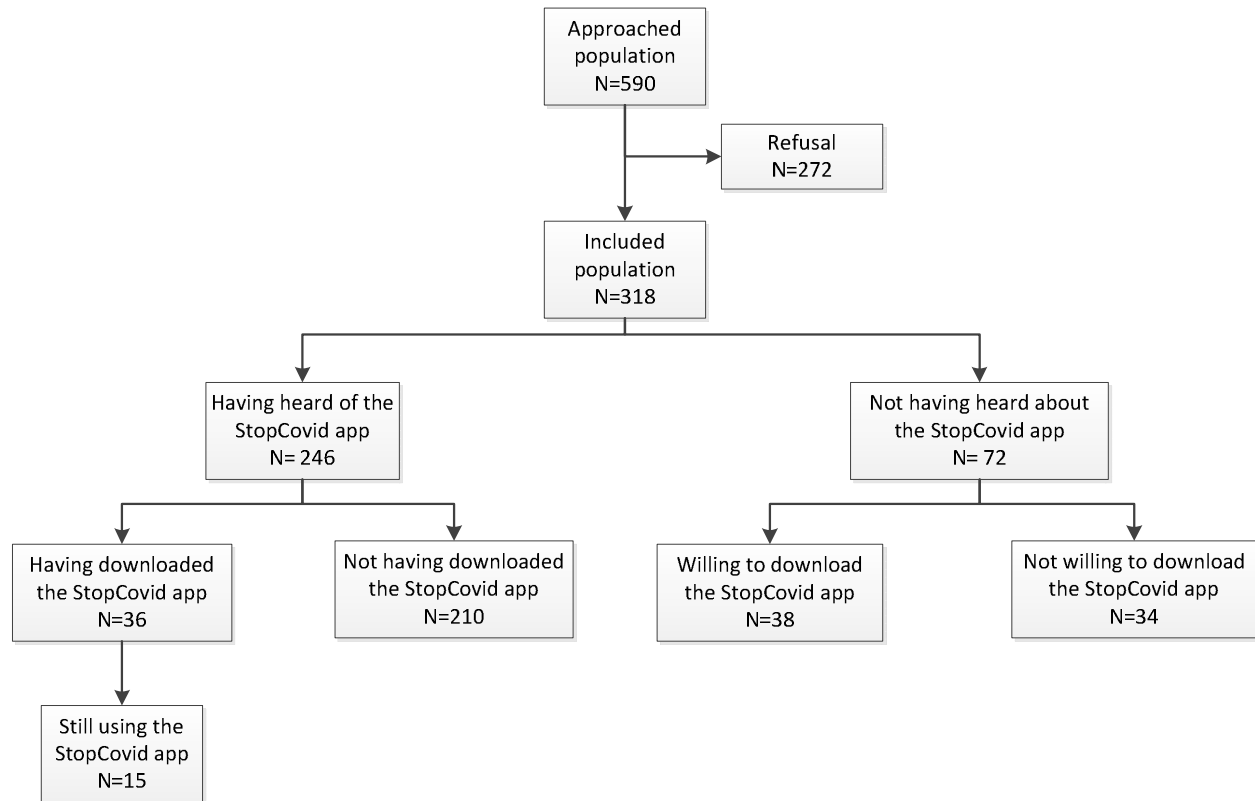 Approached
population
N=590
Refusal
N=272
Included
population
N=318
Having heard of the
StopCovid app
N= 246
Not having heard about
the StopCovid app
N= 72
Having downloaded
the StopCovid app
N=36
Not having downloaded
the StopCovid app
N=210
Willing to download
the StopCovid app
N=38
Not willing to download
the StopCovid app
N=34
Still using the
StopCovid app
N=15